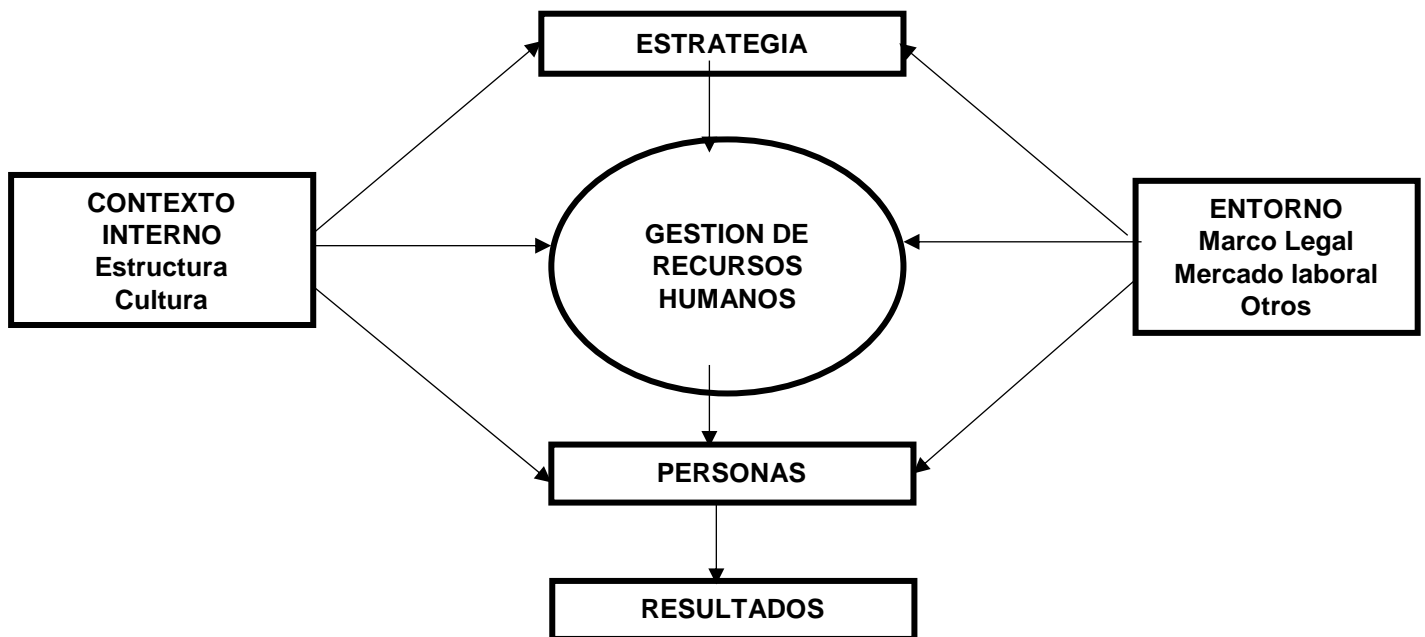 ESTRATEGIA
CONTEXTO
INTERNO
Estructura
Cultura
GESTION DE
RECURSOS
HUMANOS
ENTORNO
Marco Legal
Mercado laboral
Otros
PERSONAS
RESULTADOS